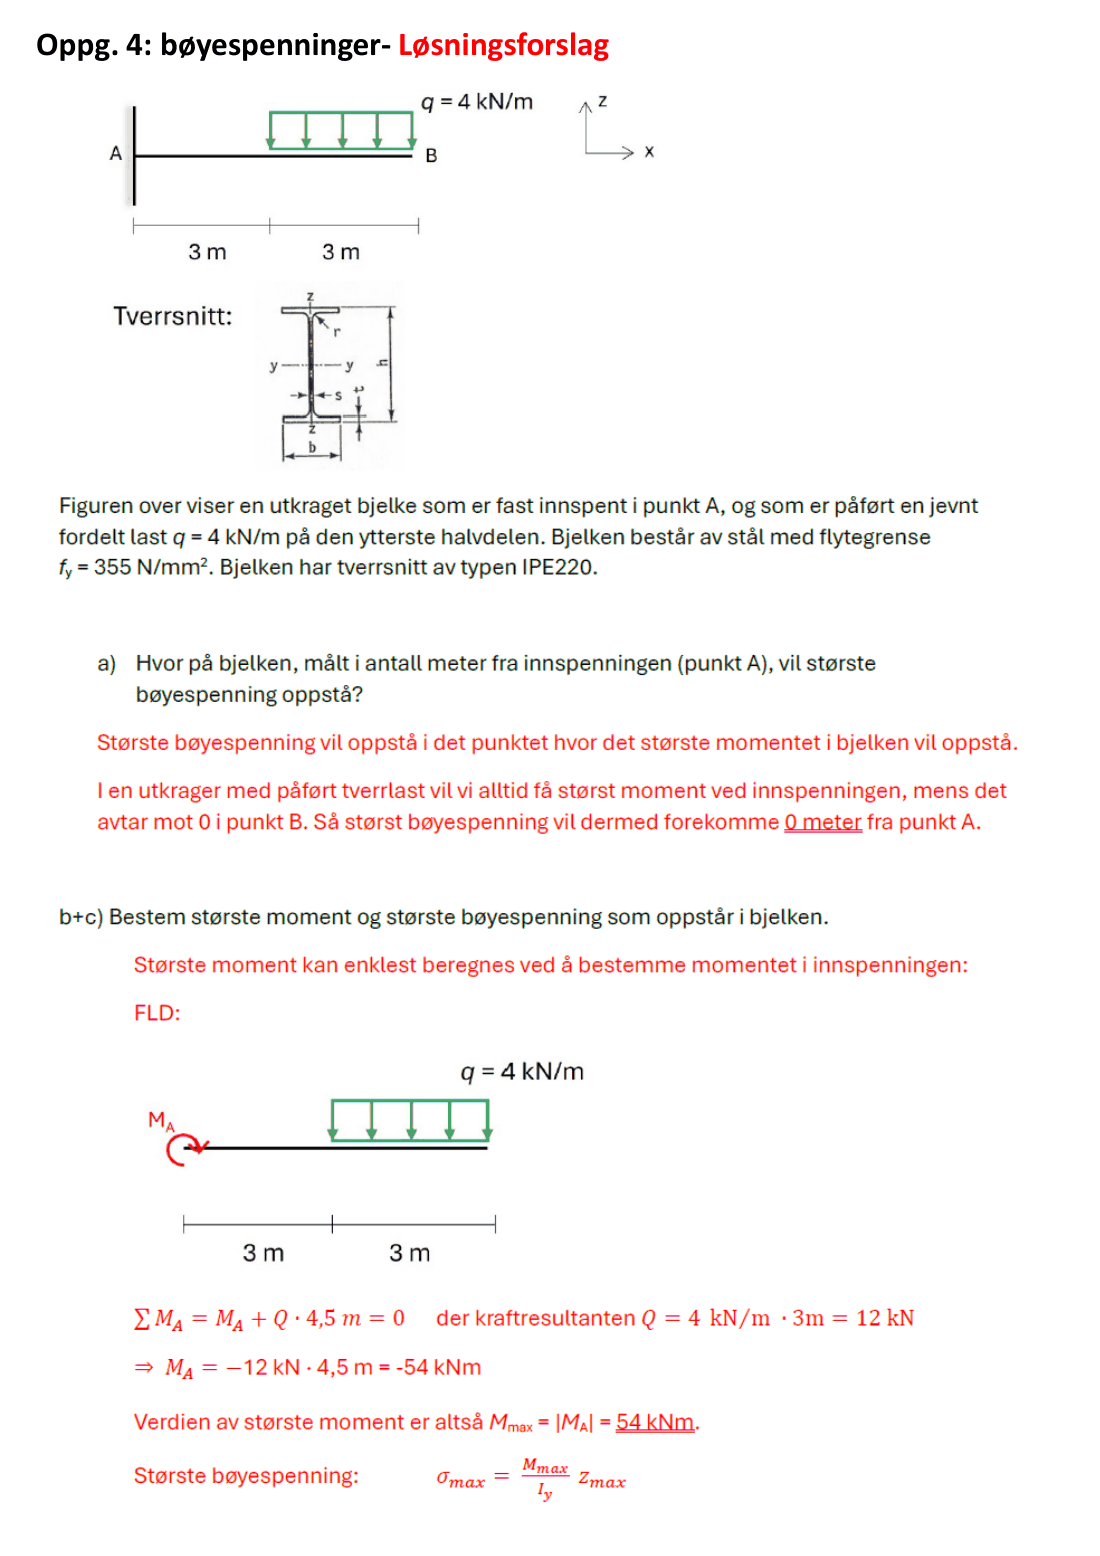 Oppg. 4: bøyespenninger- Løsningsforslag
q = 4 kN/m
z
A
B
x
3 m
3 m
Tverrsnitt:
z
r
y
y
h
s
t
z
b
Figuren over viser en utkraget bjelke som er fast innspent i punkt A, og som er påført en jevnt
fordelt last q = 4 kN/m på den ytterste halvdelen. Bjelken består av stål med flytegrense
fy = 355 N/mm². Bjelken har tverrsnitt av typen IPE220.
a) Hvor på bjelken, målt i antall meter fra innspenningen (punkt A), vil største
bøyespenning oppstå?
Største bøyespenning vil oppstå i det punktet hvor det største momentet i bjelken vil oppstå.
I en utkrager med påført tverrlast vil vi alltid få størst moment ved innspenningen, mens det
avtar mot 0 i punkt B. Så størst bøyespenning vil dermed forekomme 0 meter fra punkt A.
b+c) Bestem største moment og største bøyespenning som oppstår i bjelken.
Største moment kan enklest beregnes ved å bestemme momentet i innspenningen:
FLD:
q = 4 kN/m
MA
3 m
3 m
∑ MA = MA + Q · 4,5 m = 0 der kraftresultanten Q = 4 kN/m · 3m = 12 kN
⇒ MA = −12 kN · 4,5 m = -54 kNm
Verdien av største moment er altså Mmax = |MA| = 54 kNm.
Største bøyespenning: σmax = Mmax / Iy zmax